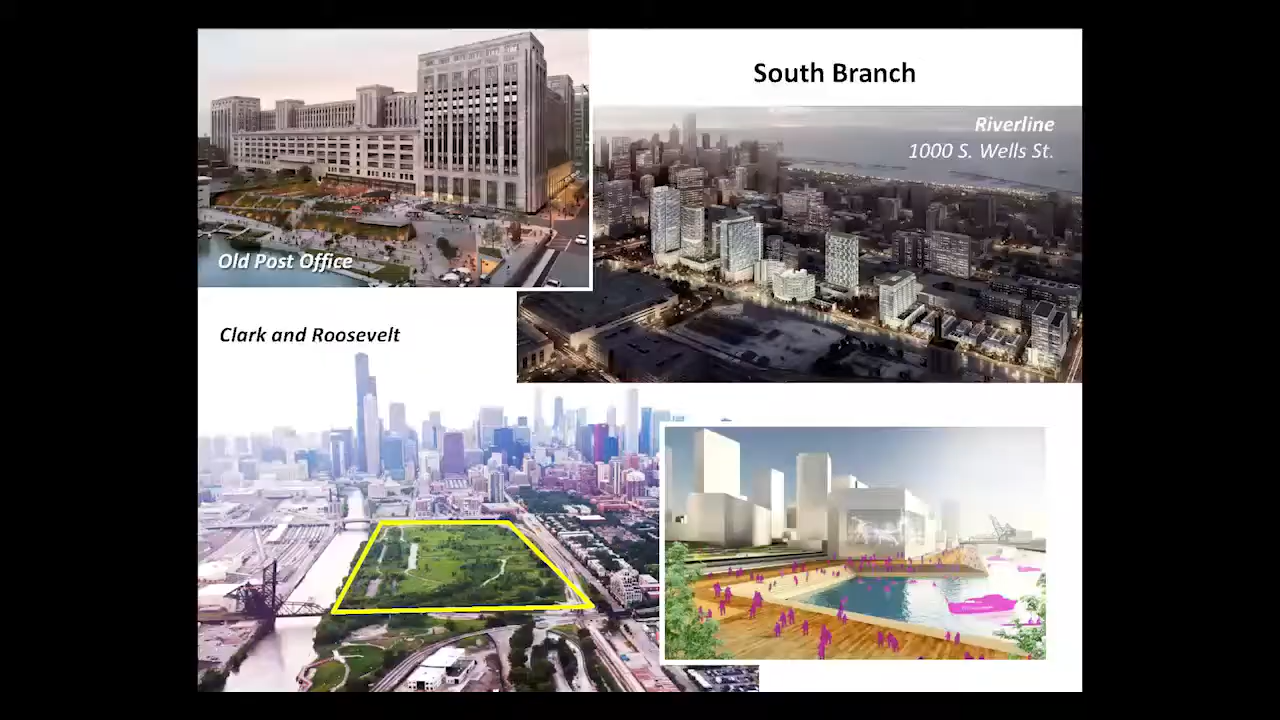 South Branch
Riverline
1000 S. Wells St.
Old Post Office
Clark and Roosevelt